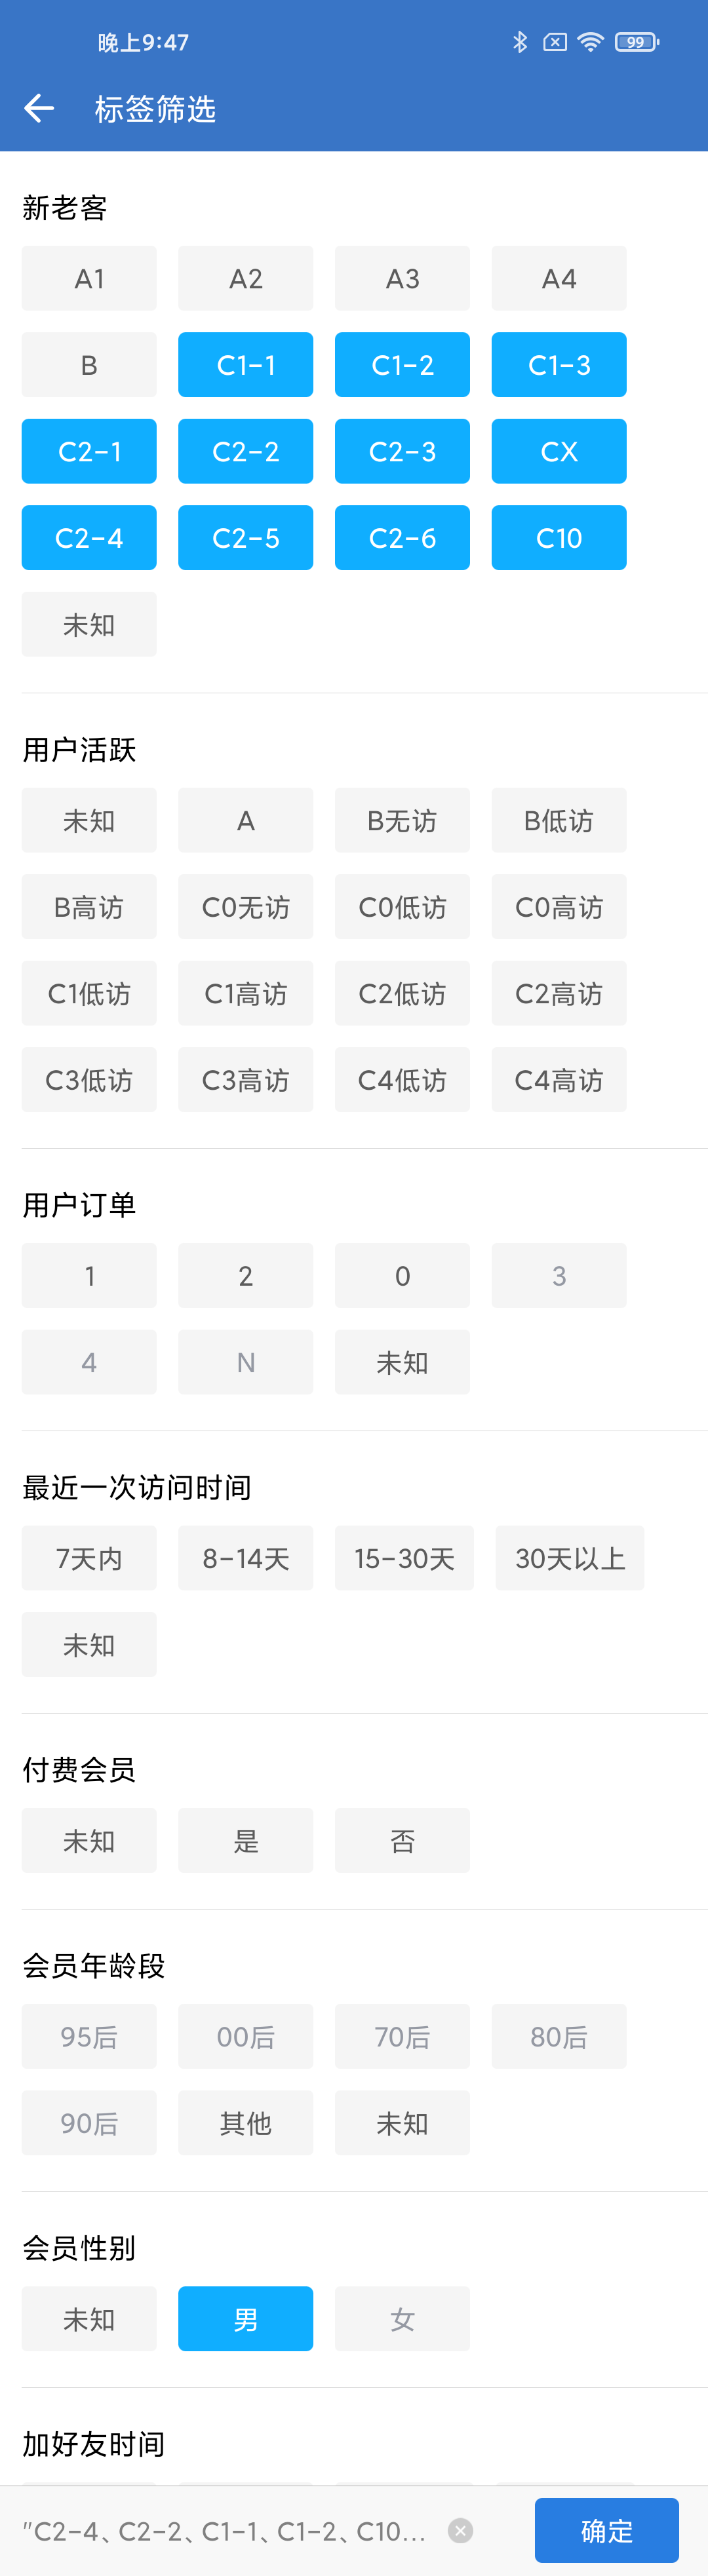 晚上9:47
99
标签筛选
新老客
A1 A2 A3 A4
B C1-1 C1-2 C1-3
C2-1 C2-2 C2-3 CX
C2-4 C2-5 C2-6 C10
未知
用户活跃
未知 A B无访 B低访
B高访 C0无访 C0低访 C0高访
C1低访 C1高访 C2低访 C2高访
C3低访 C3高访 C4低访 C4高访
用户订单
1 2 0 3
4 N 未知
最近一次访问时间
7天内 8-14天 15-30天 30天以上
未知
付费会员
未知 是 否
会员年龄段
95后 00后 70后 80后
90后 其他 未知
会员性别
未知 男 女
加好友时间
"C2-4、C2-2、C1-1、C1-2、C10... 确定